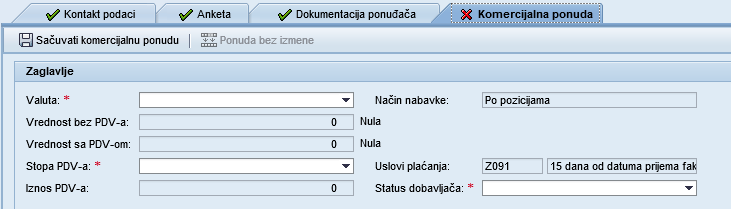 Kontakt podaci Anketa Dokumentacija ponuđača Komercijalna ponuda
Sačuvati komercijalnu ponudu Ponuda bez izmene
Zaglavlje
Valuta: * Način nabavke: Po pozicijama
Vrednost bez PDV-a: 0 Nula
Vrednost sa PDV-om: 0 Nula
Stopa PDV-a: * Uslovi plaćanja: Z091 15 dana od datuma prijema fak
Iznos PDV-a: 0 Status dobavljača: *